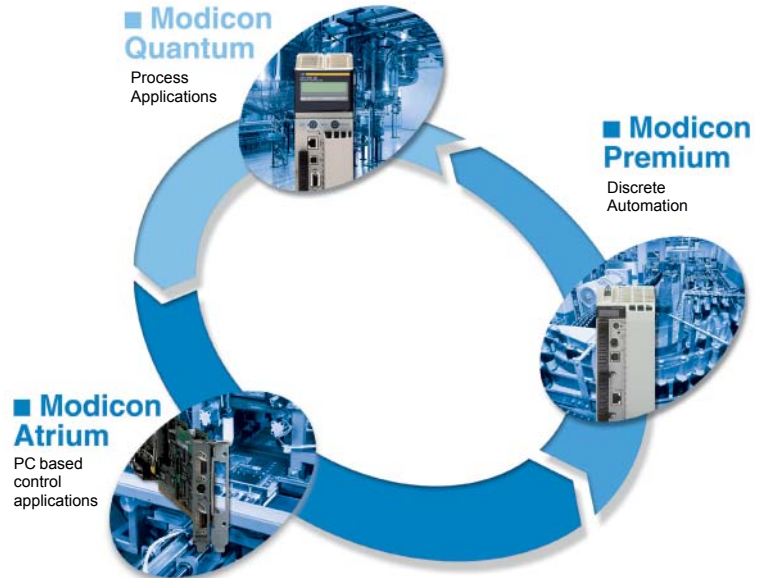 ■ Modicon
Quantum
Process
Applications
■ Modicon
Premium
Discrete
Automation
■ Modicon
Atrium
PC based
control
applications